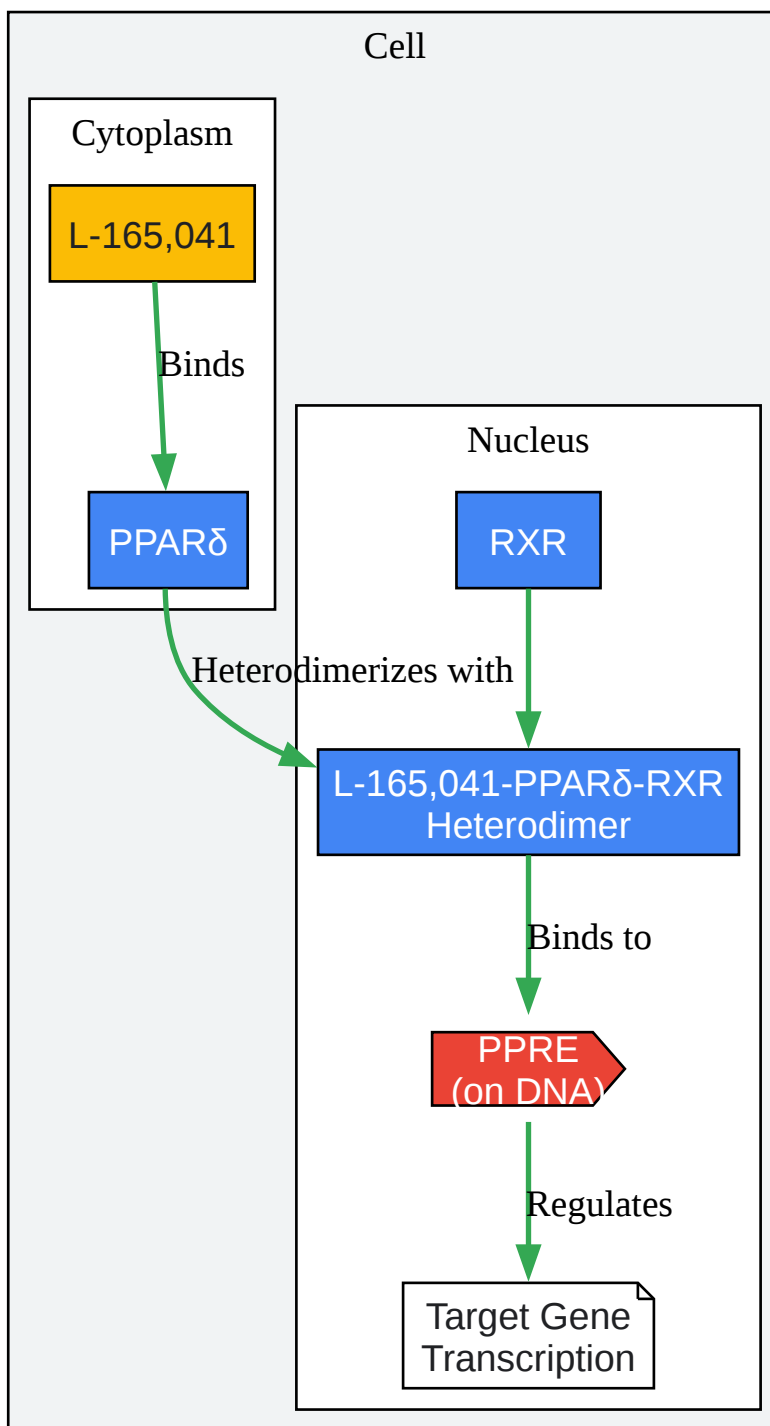 Cell
Cytoplasm
L-165,041
Binds
PPARδ
Nucleus
RXR
Heterodimerizes with
L-165,041-PPARδ-RXR
Heterodimer
Binds to
PPRE
(on DNA)
Regulates
Target Gene
Transcription